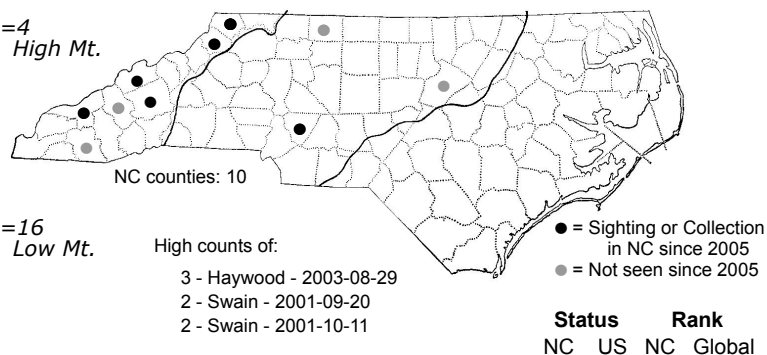 =4
High Mt.
NC counties: 10
=16
Low Mt.
High counts of:
3 - Haywood - 2003-08-29
2 - Swain - 2001-09-20
2 - Swain - 2001-10-11
● = Sighting or Collection
in NC since 2005
● = Not seen since 2005
Status Rank
NC US NC Global